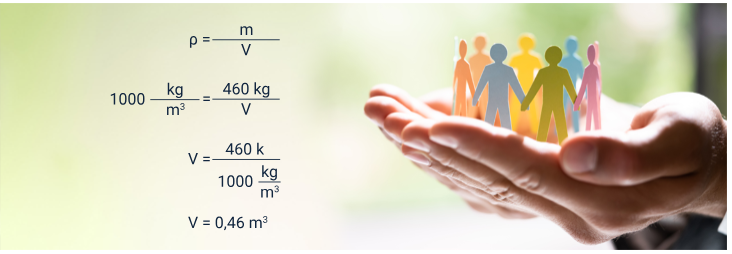 ρ = m/V
1000 kg/m³ = 460 kg/V
V = 460 k/1000 kg/m³
V = 0,46 m³